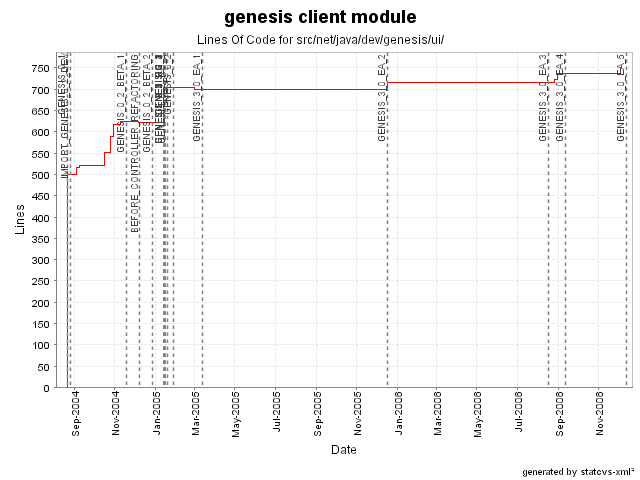 genesis client module
Lines Of Code for src/net/java/dev/genesis/ui/
750
700
650
600
550
500
450
400
350
300
250
200
150
100
50
0
Lines
GENESIS_0_2_BETA_1
BEFORE_CONTROLLER_REFACTORING
GENESIS_0_2_BETA_2
GENESIS_3_0_EA_1
GENESIS_3_0_EA_2
GENESIS_3_0_EA_3
GENESIS_3_0_EA_4
GENESIS_3_0_EA_5
Sep-2004
Nov-2004
Jan-2005
Mar-2005
May-2005
Jul-2005
Sep-2005
Nov-2005
Jan-2006
Mar-2006
May-2006
Jul-2006
Sep-2006
Nov-2006
Date
generated by statcvs-xml²